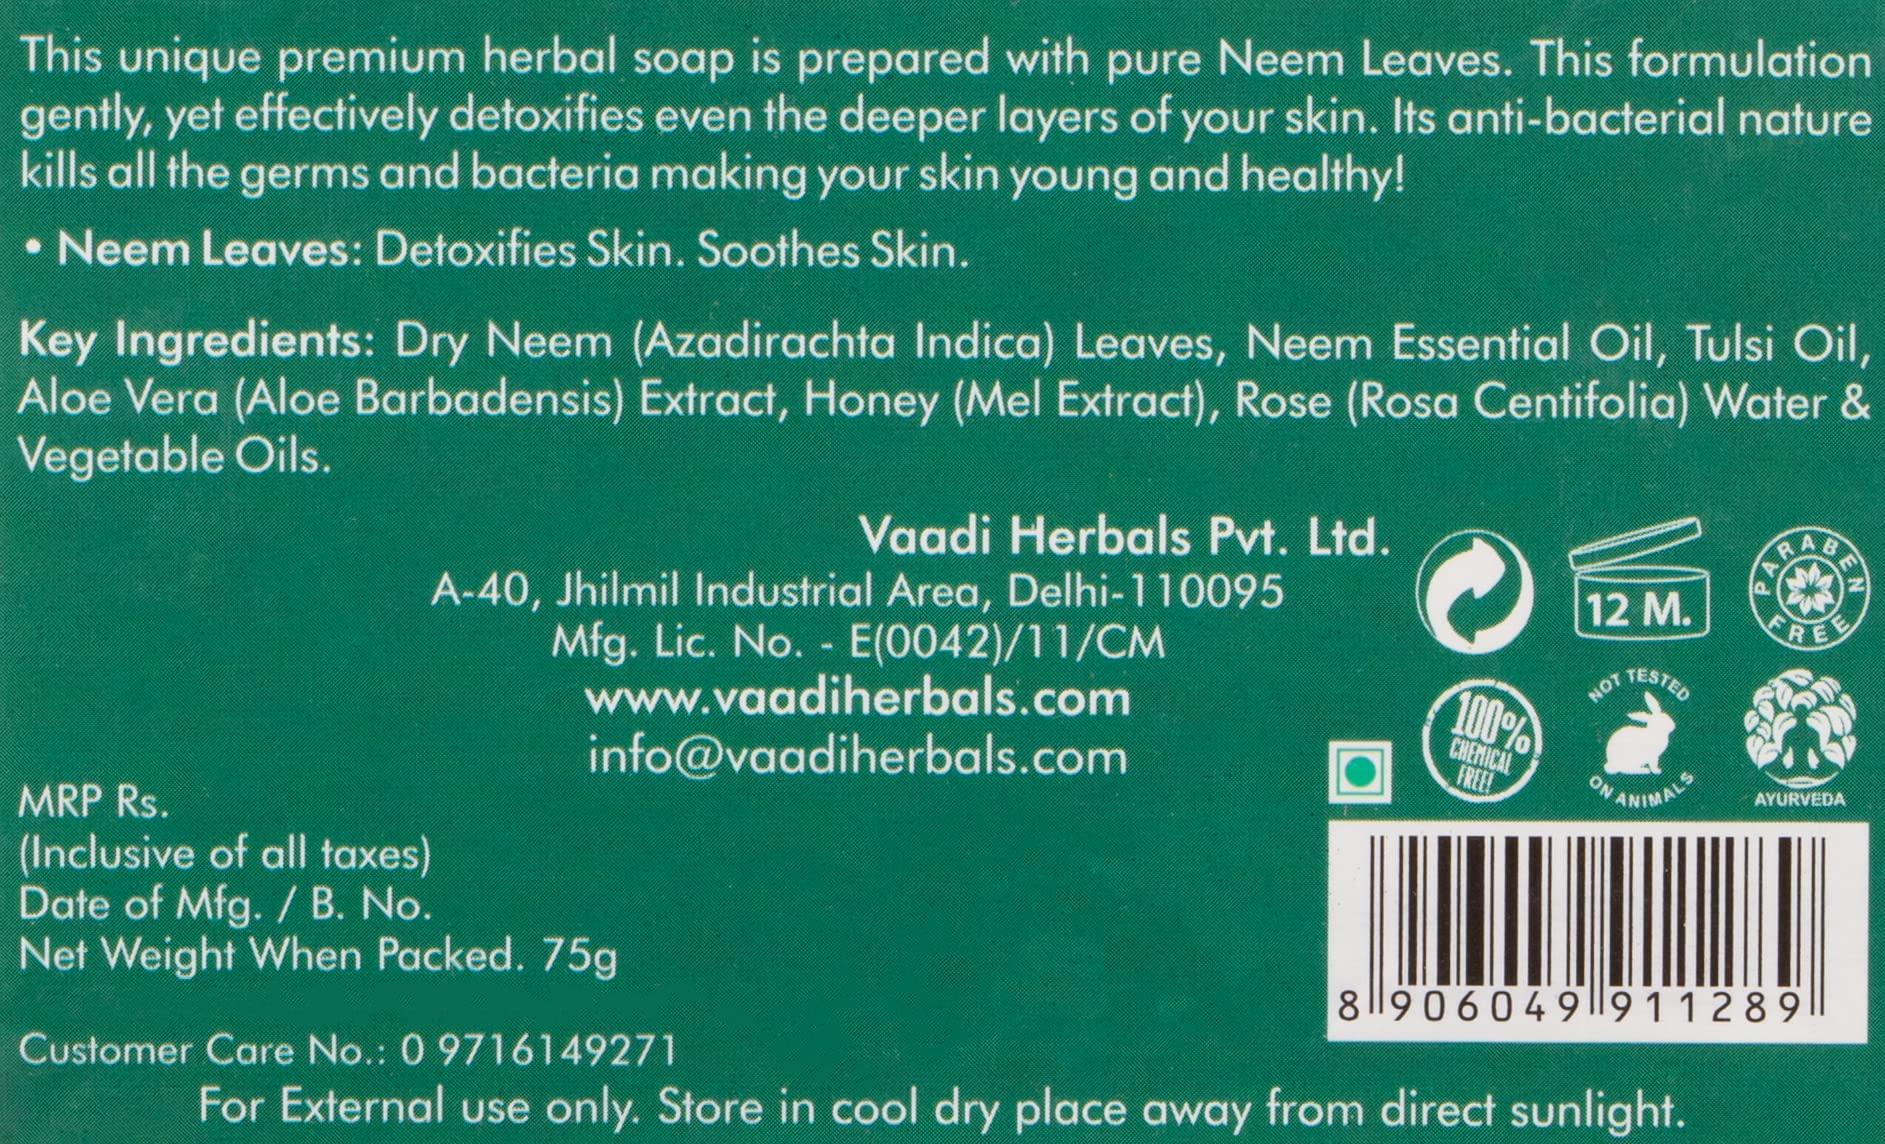 This unique premium herbal soap is prepared with pure Neem Leaves. This formulation
gently, yet effectively detoxifies even the deeper layers of your skin. Its anti-bacterial nature
kills all the germs and bacteria making your skin young and healthy!
• Neem Leaves: Detoxifies Skin. Soothes Skin.
Key Ingredients: Dry Neem (Azadirachta Indica) Leaves, Neem Essential Oil, Tulsi Oil,
Aloe Vera (Aloe Barbadensis) Extract, Honey (Mel Extract), Rose (Rosa Centifolia) Water &
Vegetable Oils.
Vaadi Herbals Pvt. Ltd.
A-40, Jhilmil Industrial Area, Delhi-110095
Mfg. Lic. No. - E(0042)/11/CM
www.vaadiherbals.com
info@vaadiherbals.com
12 M.
PARABEN
FREE
100%
CHEMICAL
FREE!
NOT TESTED
ON ANIMALS
AYURVEDA
MRP Rs.
(Inclusive of all taxes)
Date of Mfg. / B. No.
Net Weight When Packed. 75g
8 906049 911289
Customer Care No.: 0 9716149271
For External use only. Store in cool dry place away from direct sunlight.